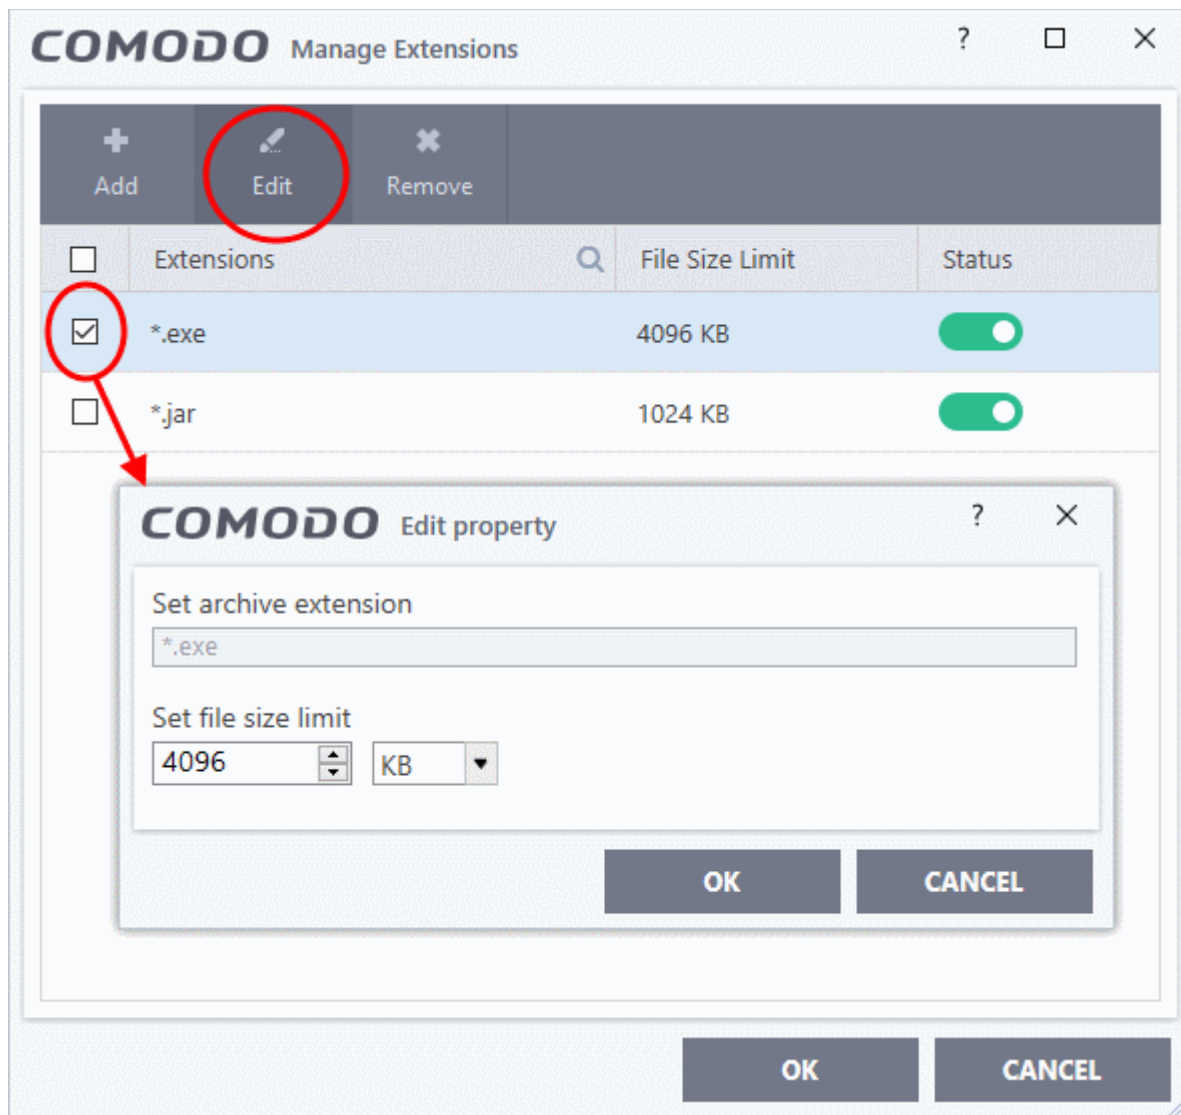 COMODO Manage Extensions ?
Add Edit Remove
Extensions File Size Limit Status
*.exe 4096 KB
*.jar 1024 KB
COMODO Edit property ?
Set archive extension
*.exe
Set file size limit
4096 KB
OK CANCEL
OK CANCEL